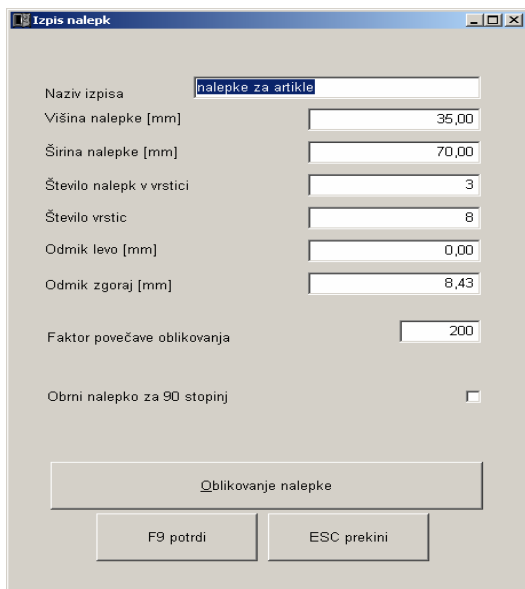 Izpis nalepk
Naziv izpisa nalepke za artikle
Višina nalepke [mm] 35,00
Širina nalepke [mm] 70,00
Število nalepk v vrstici 3
Število vrstic 8
Odmik levo [mm] 0,00
Odmik zgoraj [mm] 8,43
Faktor povečave oblikovanja 200
Obrni nalepko za 90 stopinj
Oblikovanje nalepke
F9 potrdi ESC prekini